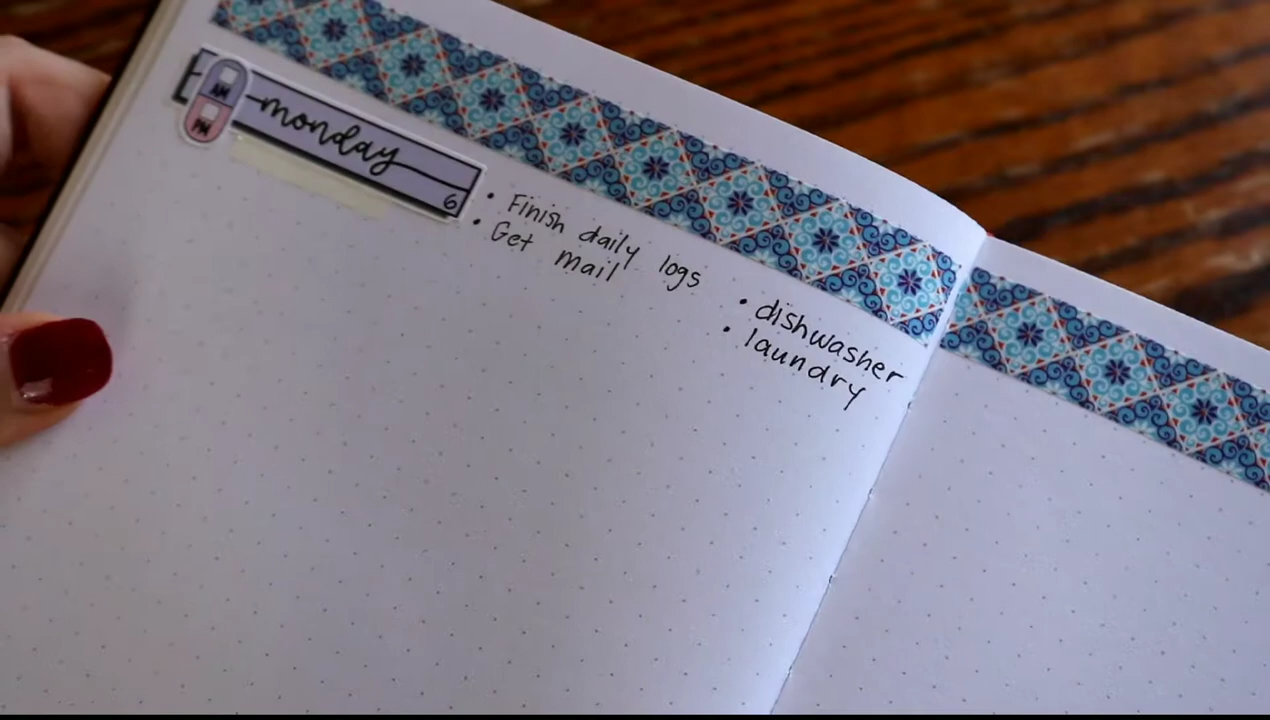 AM
PM
monday
6
• Finish daily logs
• Get mail
• dishwasher
• laundry